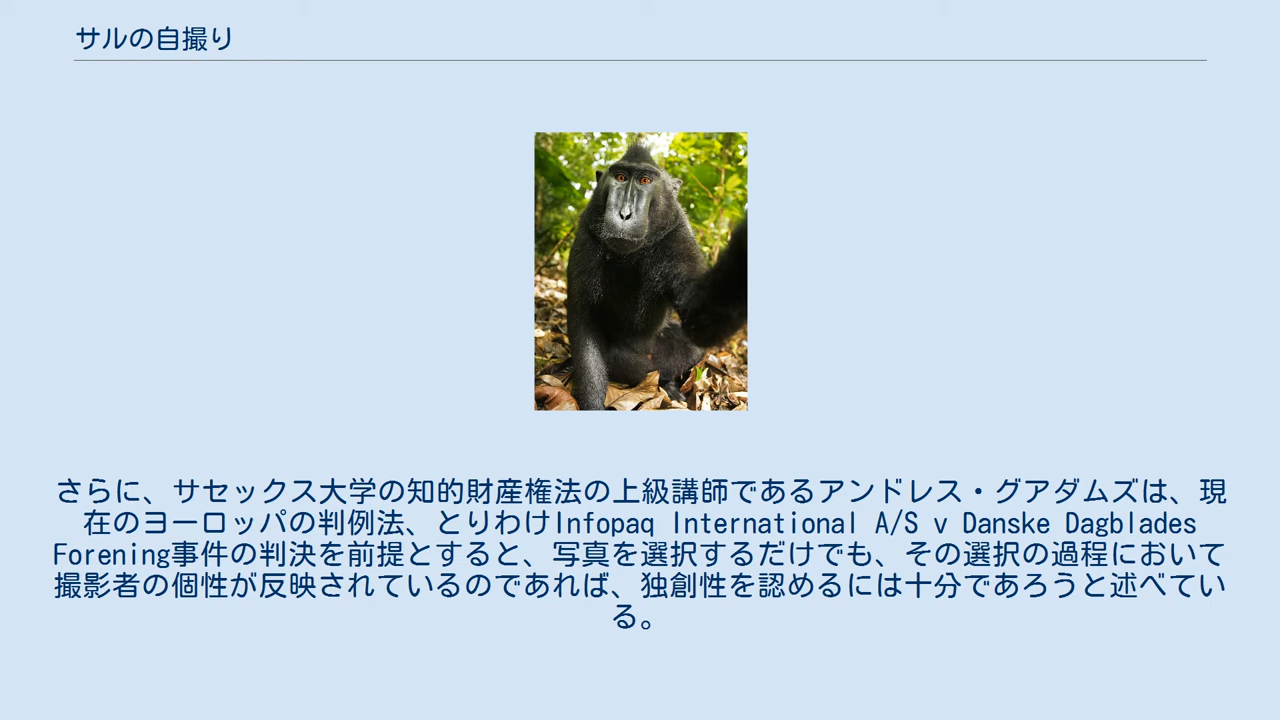 サルの自撮り
さらに、サセックス大学の知的財産権法の上級講師であるアンドレス・グアダムズは、現
在のヨーロッパの判例法、とりわけInfopaq International A/S v Danske Dagblades
Forening事件の判決を前提とすると、写真を選択するだけでも、その選択の過程において
撮影者の個性が反映されているのであれば、独創性を認めるには十分であろうと述べてい
る。